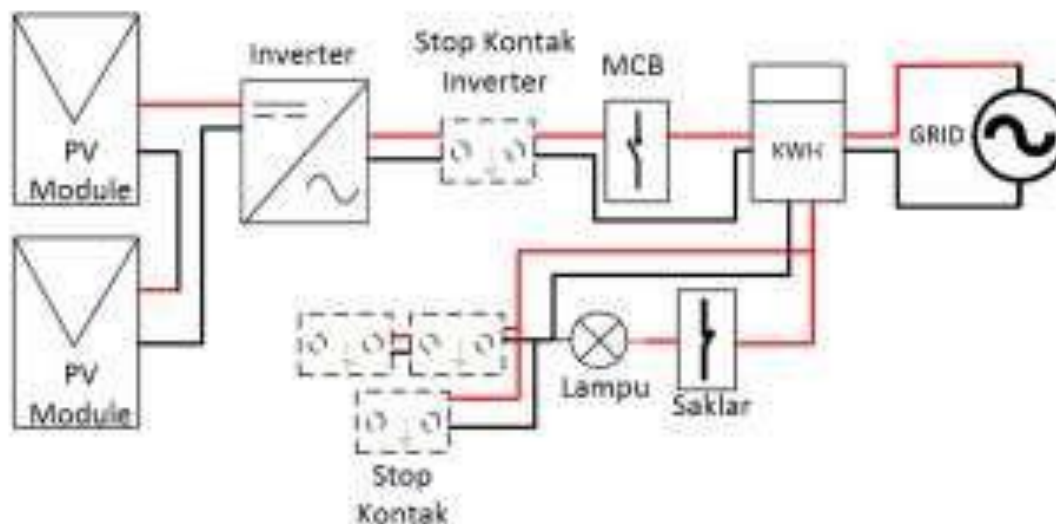 PV
Module
PV
Module
Inverter
Stop Kontak
Inverter
MCB
KWH
GRID
Lampu
Saklar
Stop
Kontak